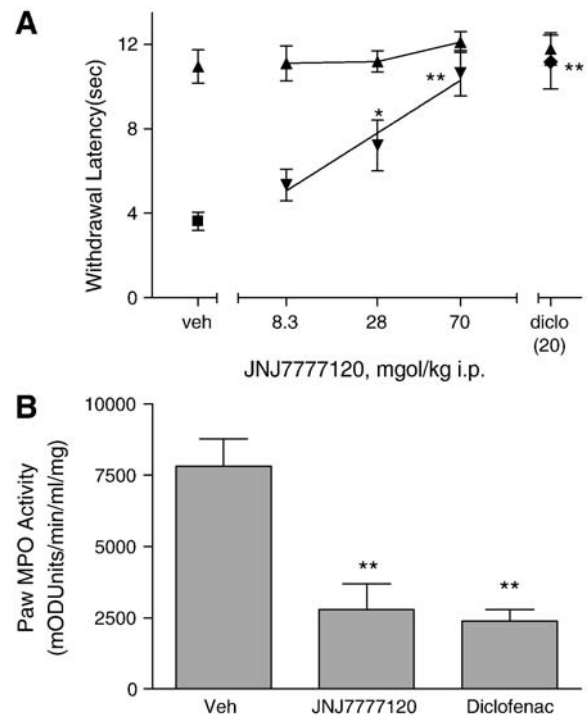 A
Withdrawal Latency(sec)
12
8
4
0
**
*
**
veh
8.3
28
70
diclo
(20)
JNJ7777120, mgol/kg i.p.
B
Paw MPO Activity
(mODUnits/min/ml/mg)
10000
7500
5000
2500
0
**
**
Veh
JNJ7777120
Diclofenac